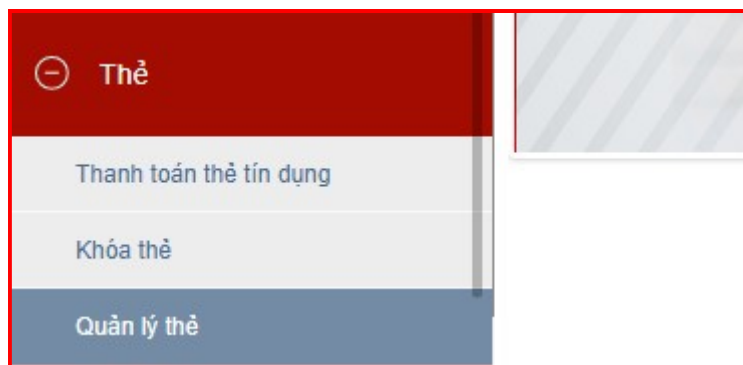 Thẻ
Thanh toán thẻ tín dụng
Khóa thẻ
Quản lý thẻ